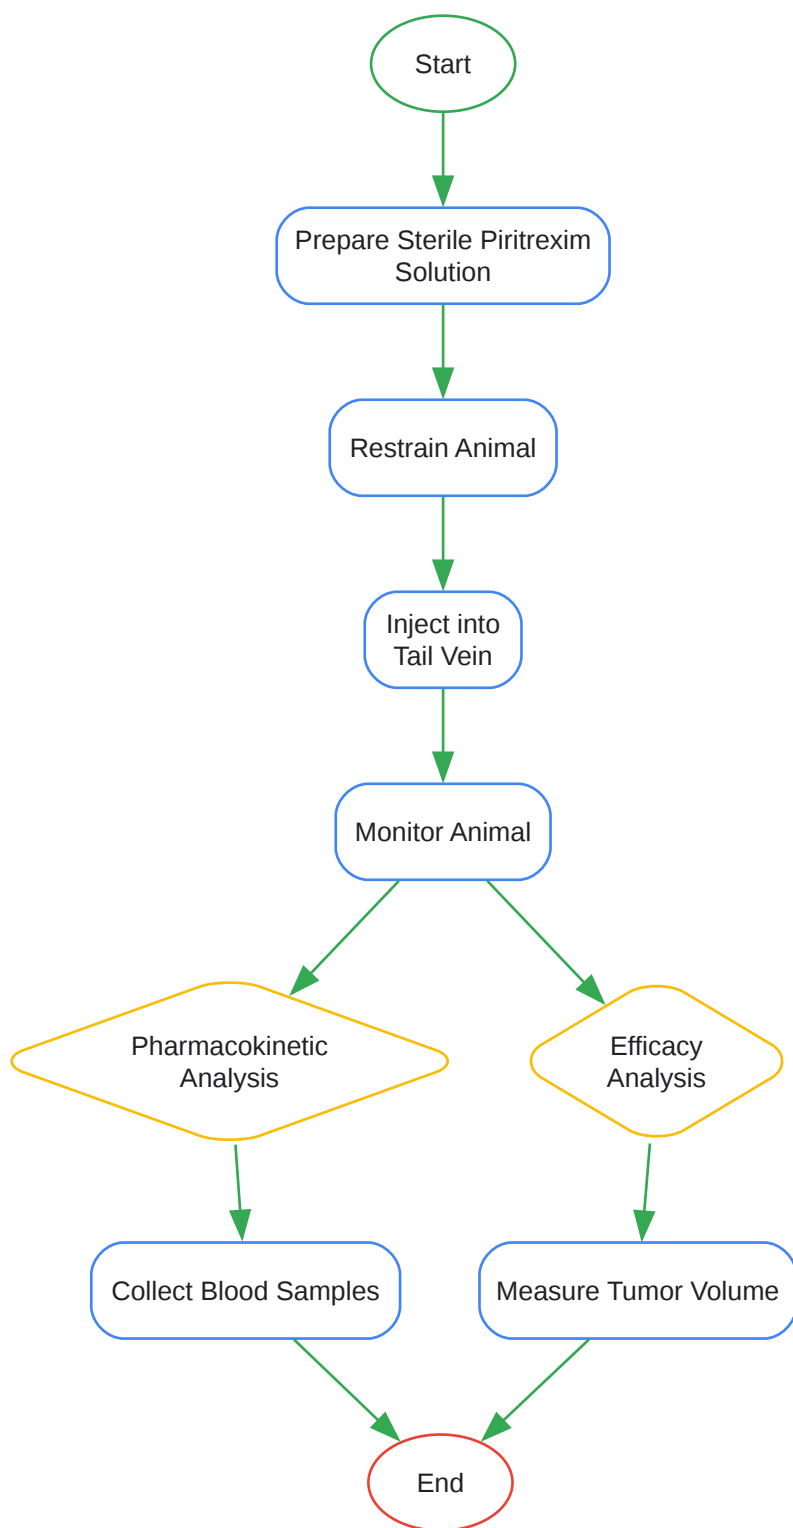 Start
Prepare Sterile Piritrexim
Solution
Restrain Animal
Inject into
Tail Vein
Monitor Animal
Pharmacokinetic
Analysis
Efficacy
Analysis
Collect Blood Samples
Measure Tumor Volume
End